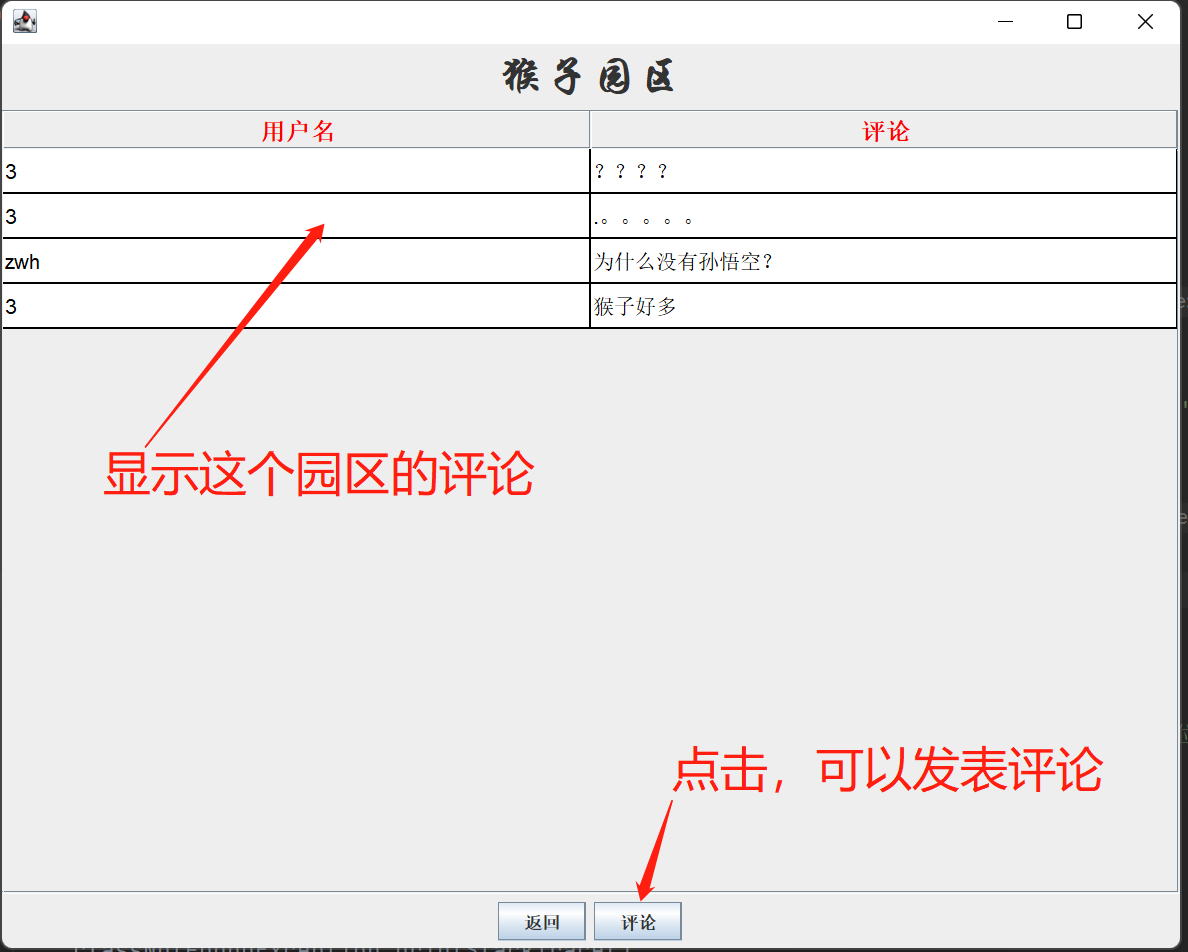 猴子园区
用户名 评论
3 ？？？？
3 .。。。。。
zwh 为什么没有孙悟空？
3 猴子好多
显示这个园区的评论
点击，可以发表评论
返回 评论